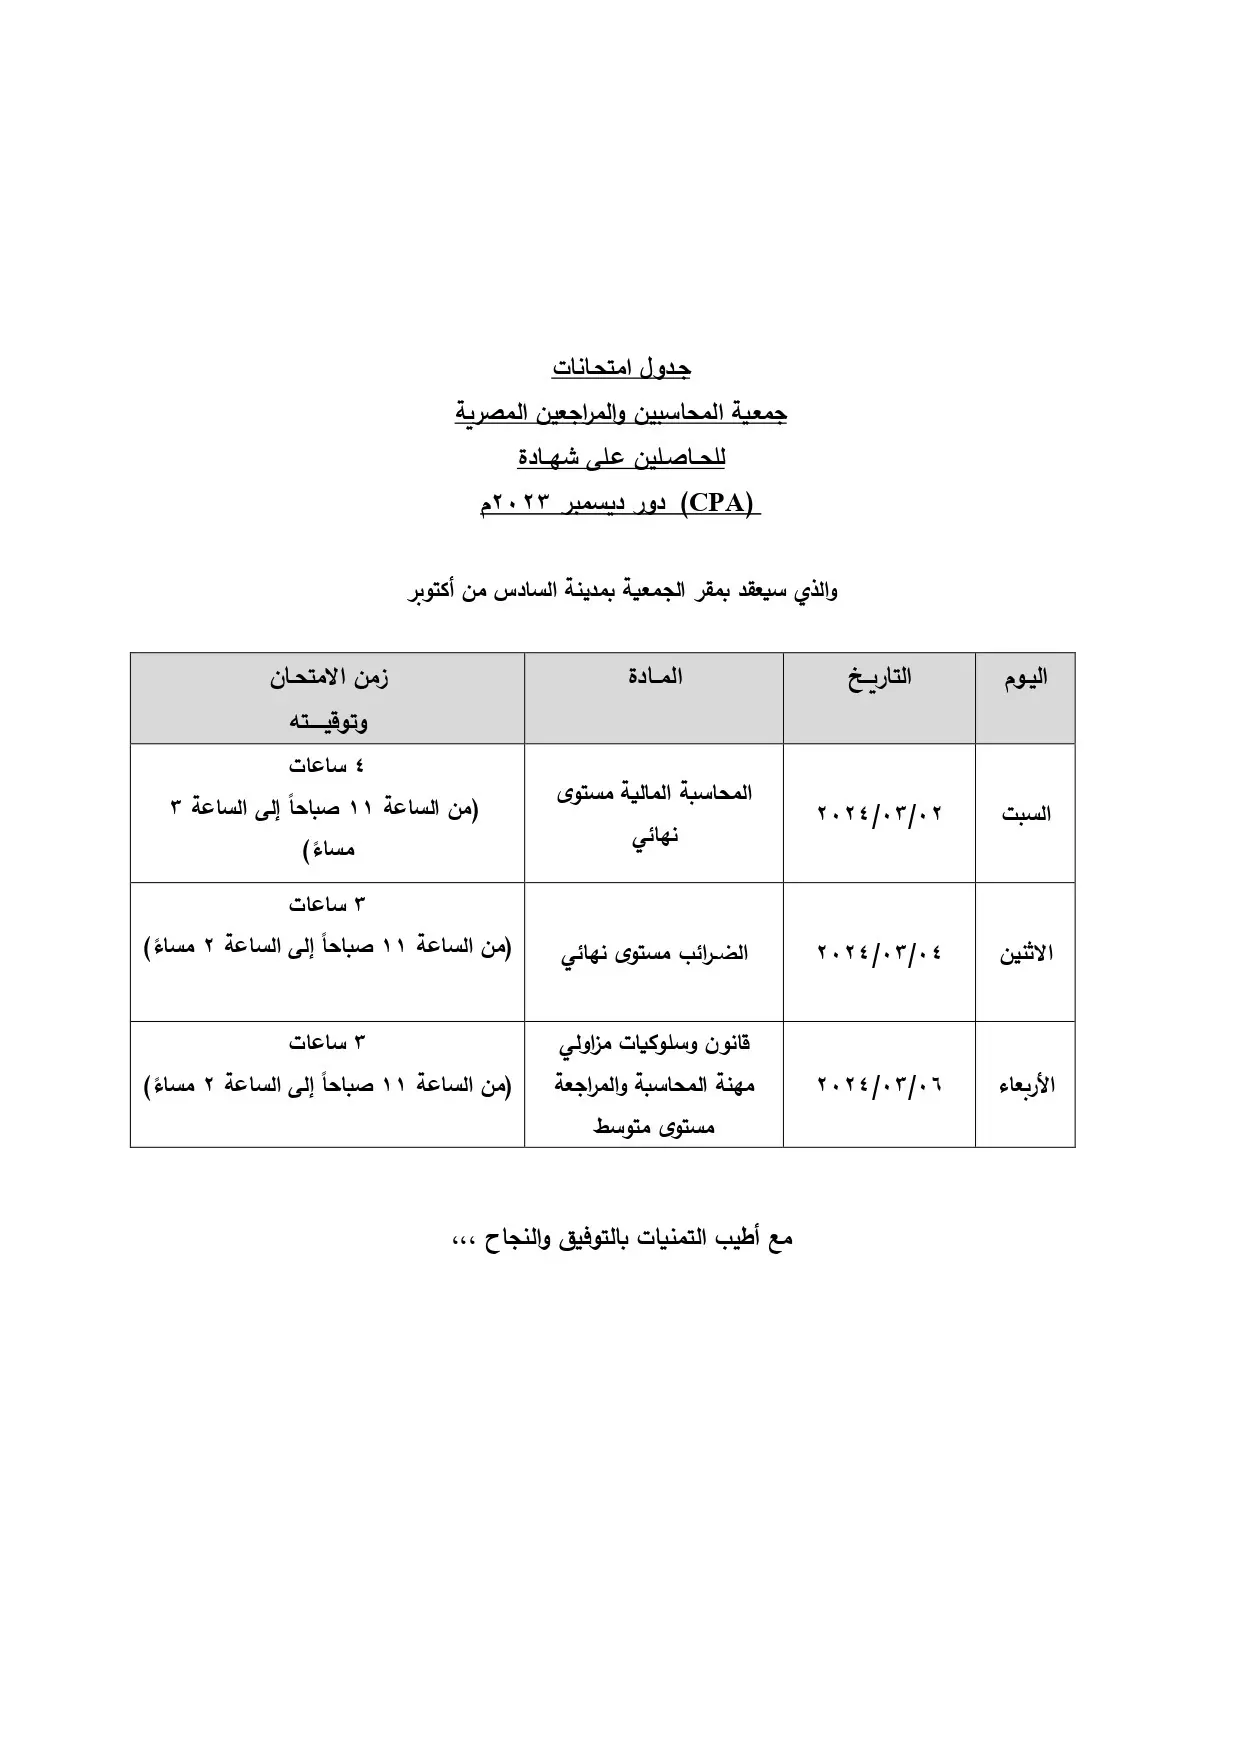 جدول امتحانات
جمعية المحاسبين والمراجعين المصرية
للحاصلين على شهادة
(CPA) دور ديسمبر ٢٠٢٣م
والذي سيعقد بمقر الجمعية بمدينة السادس من أكتوبر
اليوم
التاريخ
المادة
زمن الامتحان
وتوقيته
السبت
٢٠٢٤/٠٣/٠٢
المحاسبة المالية مستوى
نهائي
٤ ساعات
(من الساعة ١١ صباحاً إلى الساعة ٣
مساءً)
الاثنين
٢٠٢٤/٠٣/٠٤
الضرائب مستوى نهائي
٣ ساعات
(من الساعة ١١ صباحاً إلى الساعة ٢ مساءً)
الأربعاء
٢٠٢٤/٠٣/٠٦
قانون وسلوكيات مزاولي
مهنة المحاسبة والمراجعة
مستوى متوسط
٣ ساعات
(من الساعة ١١ صباحاً إلى الساعة ٢ مساءً)
مع أطيب التمنيات بالتوفيق والنجاح ،،،